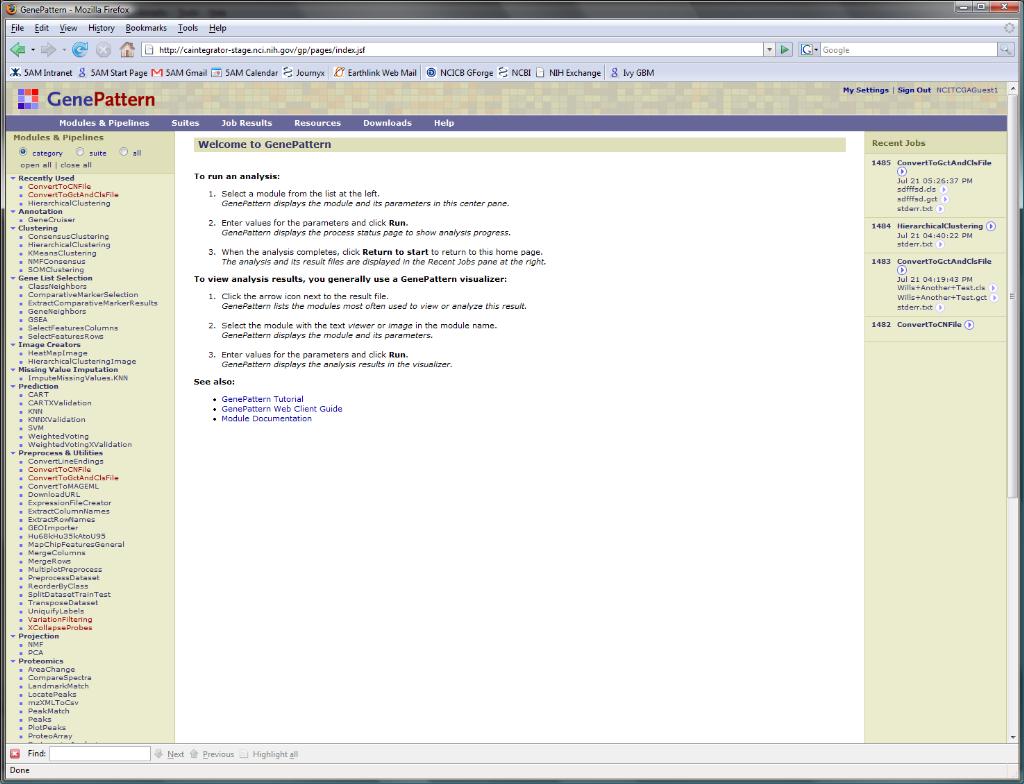 GenePattern - Mozilla Firefox
File Edit View History Bookmarks Tools Help
http://caintegrator-stage.nci.nih.gov/gp/pages/index.jsf
Google
5AM Intranet 5AM Start Page 5AM Gmail 5AM Calendar Journyx Earthlink Web Mail NCICB GForge NCBI NIH Exchange Ivy GBM
GenePattern
My Settings | Sign Out NCITCGAGuest1
Modules & Pipelines Suites Job Results Resources Downloads Help
Modules & Pipelines
category suite all
open all | close all
Recently Used
ConvertToCNFile
ConvertToGctAndClsFile
HierarchicalClustering
Annotation
GeneCruiser
Clustering
ConsensusClustering
HierarchicalClustering
KMeansClustering
NMFConsensus
SOMClustering
Gene List Selection
ClassNeighbors
ComparativeMarkerSelection
ExtractComparativeMarkerResults
GeneNeighbors
GSEA
SelectFeaturesColumns
SelectFeaturesRows
Image Creators
HeatMapImage
HierarchicalClusteringImage
Missing Value Imputation
ImputeMissingValues.KNN
Prediction
CART
CARTXValidation
KNN
KNNXValidation
SVM
WeightedVoting
WeightedVotingXValidation
Preprocess & Utilities
ConvertLineEndings
ConvertToCNFile
ConvertToGctAndClsFile
ConvertToMAGEML
DownloadURL
ExpressionFileCreator
ExtractColumnNames
ExtractRowNames
GEOImporter
Hu68kHu35kAtoU95
MapChipFeaturesGeneral
MergeColumns
MergeRows
MultiplotPreprocess
PreprocessDataset
ReorderByClass
SplitDatasetTrainTest
TransposeDataset
UniquifyLabels
VariationFiltering
XCollapseProbes
Projection
NMF
PCA
Proteomics
AreaChange
CompareSpectra
LandmarkMatch
LocatePeaks
mzXMLToCsv
PeakMatch
Peaks
PlotPeaks
ProteoArray
Welcome to GenePattern
To run an analysis:
1. Select a module from the list at the left.
GenePattern displays the module and its parameters in this center pane.
2. Enter values for the parameters and click Run.
GenePattern displays the process status page to show analysis progress.
3. When the analysis completes, click Return to start to return to this home page.
The analysis and its result files are displayed in the Recent Jobs pane at the right.
To view analysis results, you generally use a GenePattern visualizer:
1. Click the arrow icon next to the result file.
GenePattern lists the modules most often used to view or analyze this result.
2. Select the module with the text viewer or image in the module name.
GenePattern displays the module and its parameters.
3. Enter values for the parameters and click Run.
GenePattern displays the analysis results in the visualizer.
See also:
GenePattern Tutorial
GenePattern Web Client Guide
Module Documentation
Recent Jobs
1485 ConvertToGctAndClsFile
Jul 21 05:26:37 PM
sdfffsd.cls
sdfffsd.gct
stderr.txt
1484 HierarchicalClustering
Jul 21 04:40:22 PM
stderr.txt
1483 ConvertToGctAndClsFile
Jul 21 04:19:43 PM
Wills+Another+Test.cls
Wills+Another+Test.gct
stderr.txt
1482 ConvertToCNFile
Find: Next Previous Highlight all
Done